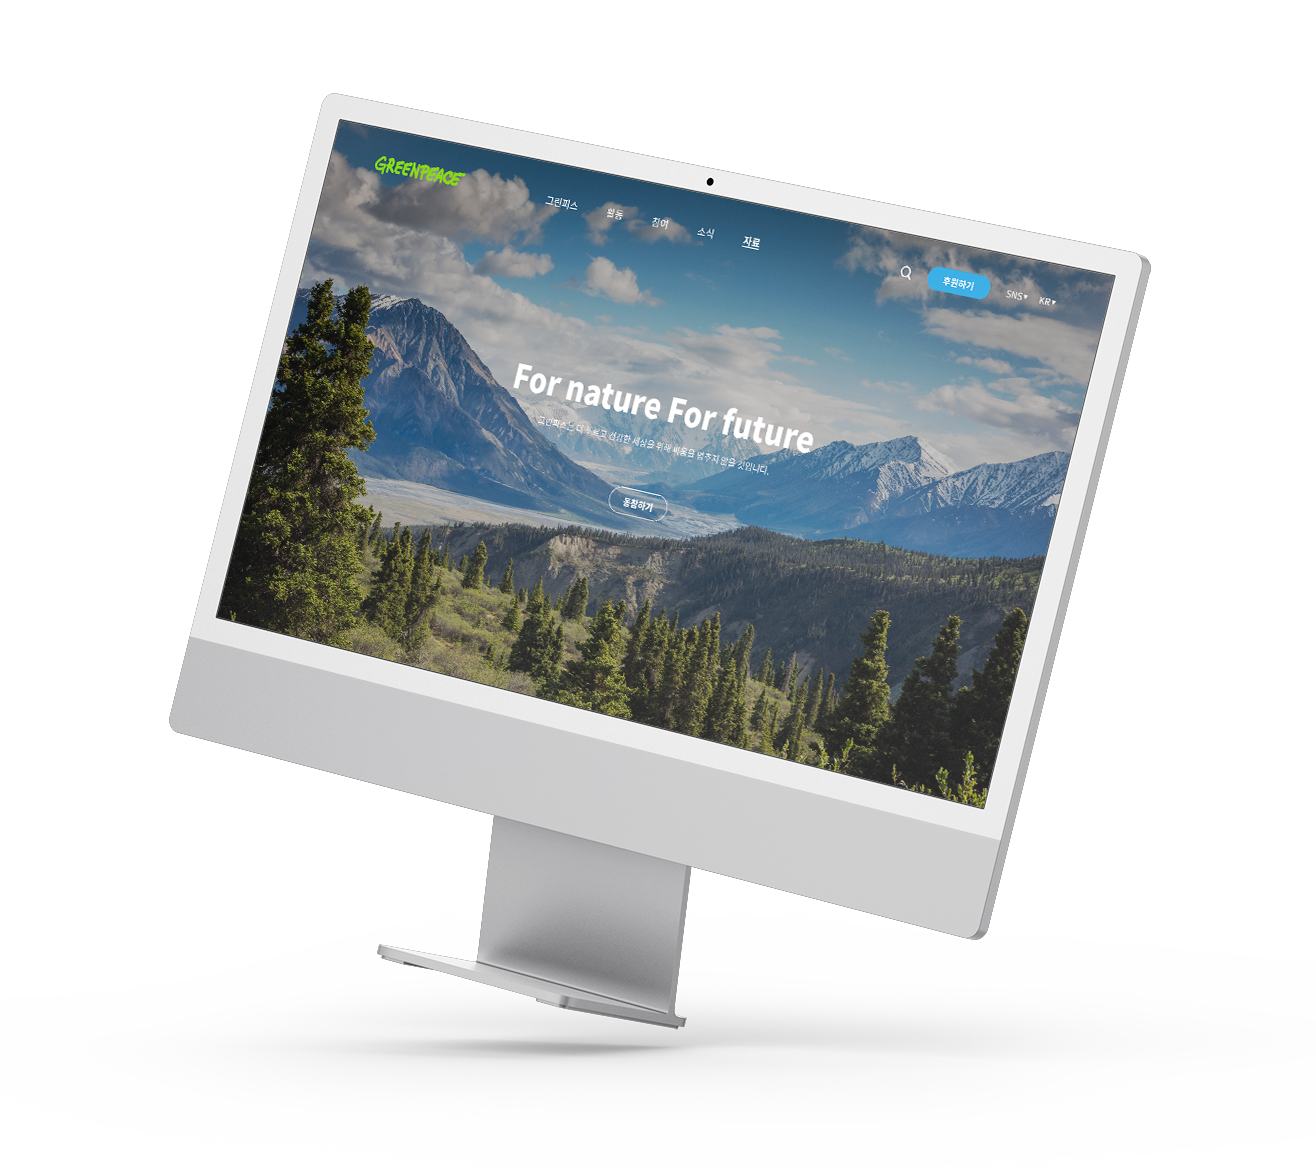 GREENPEACE
그린피스 활동 참여 소식 자료
후원하기 SNS▾ KR▾
For nature For future
그린피스는 더 푸르고 건강한 세상을 위해 비움을 멈추지 않을 것입니다.
동참하기